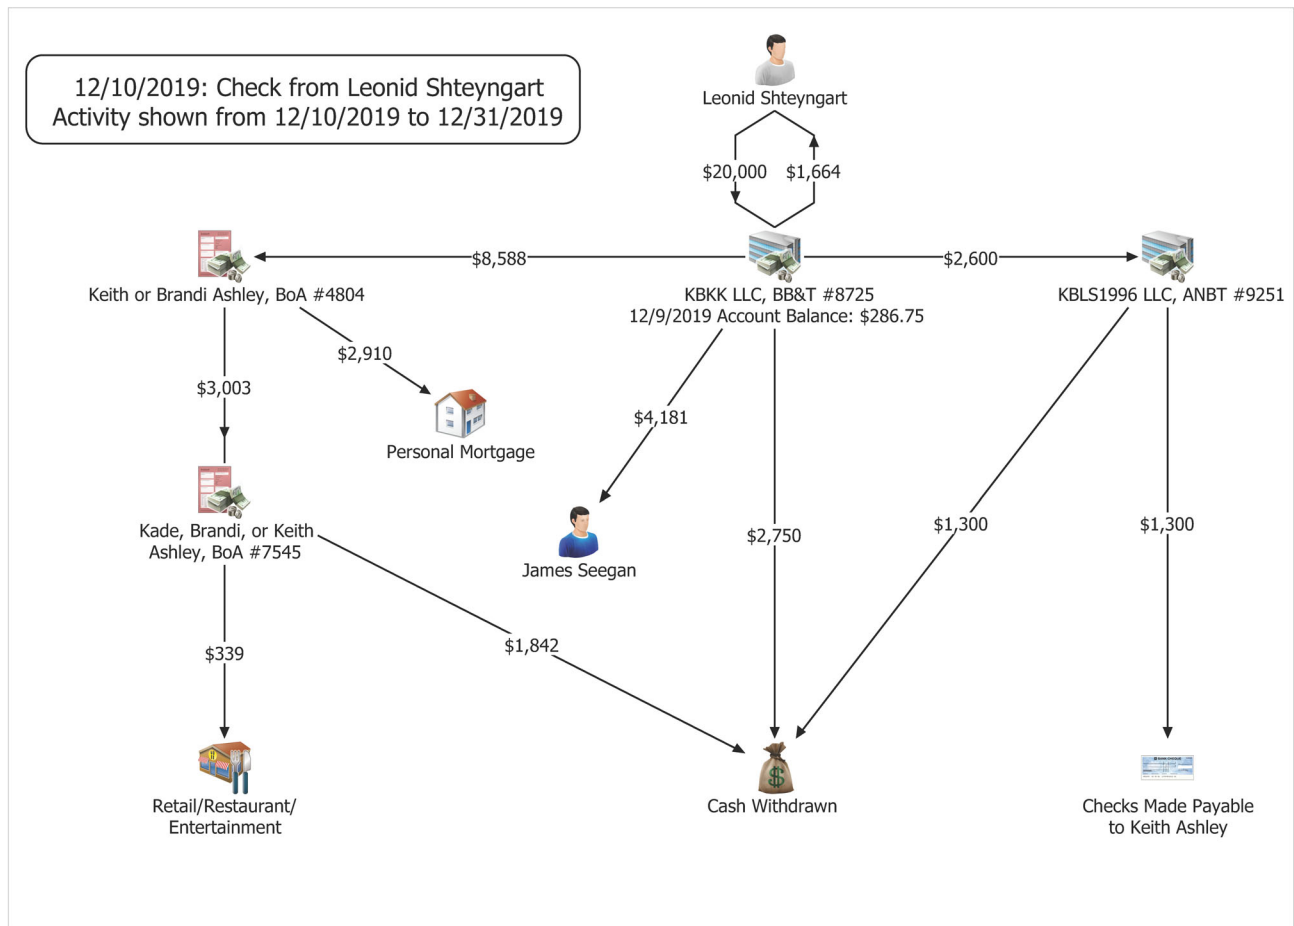 12/10/2019: Check from Leonid Shteyngart
Activity shown from 12/10/2019 to 12/31/2019
Leonid Shteyngart
$20,000
$1,664
$8,588
$2,600
Keith or Brandi Ashley, BoA #4804
KBKK LLC, BB&T #8725
12/9/2019 Account Balance: $286.75
KBLS1996 LLC, ANBT #9251
$2,910
$3,003
$4,181
Personal Mortgage
Kade, Brandi, or Keith
Ashley, BoA #7545
$1,300
$1,300
$2,750
James Seegan
$1,842
$339
Retail/Restaurant/
Entertainment
Cash Withdrawn
Checks Made Payable
to Keith Ashley